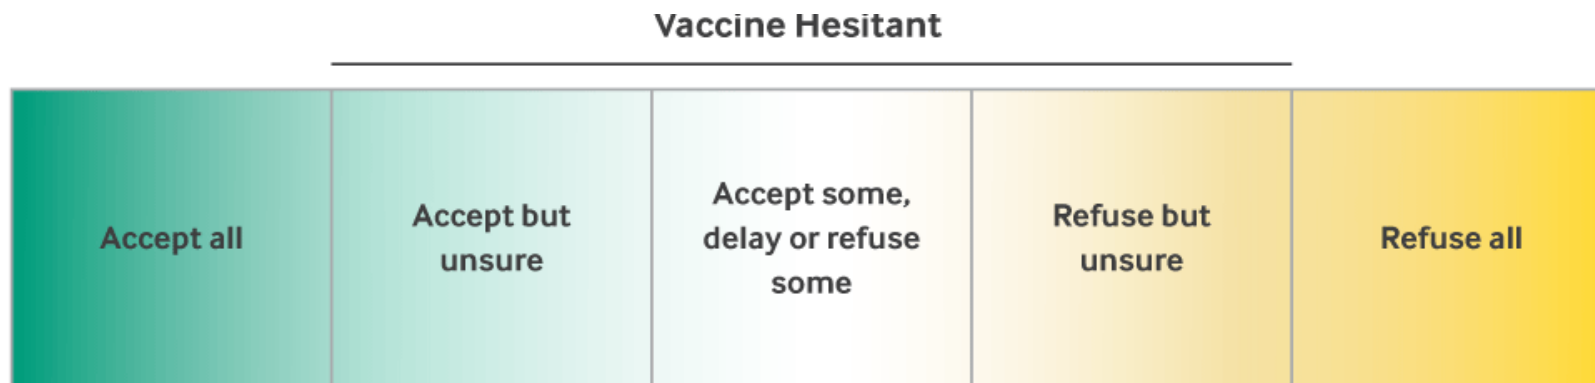 Vaccine Hesitant
Accept all
Accept but
unsure
Accept some,
delay or refuse
some
Refuse but
unsure
Refuse all